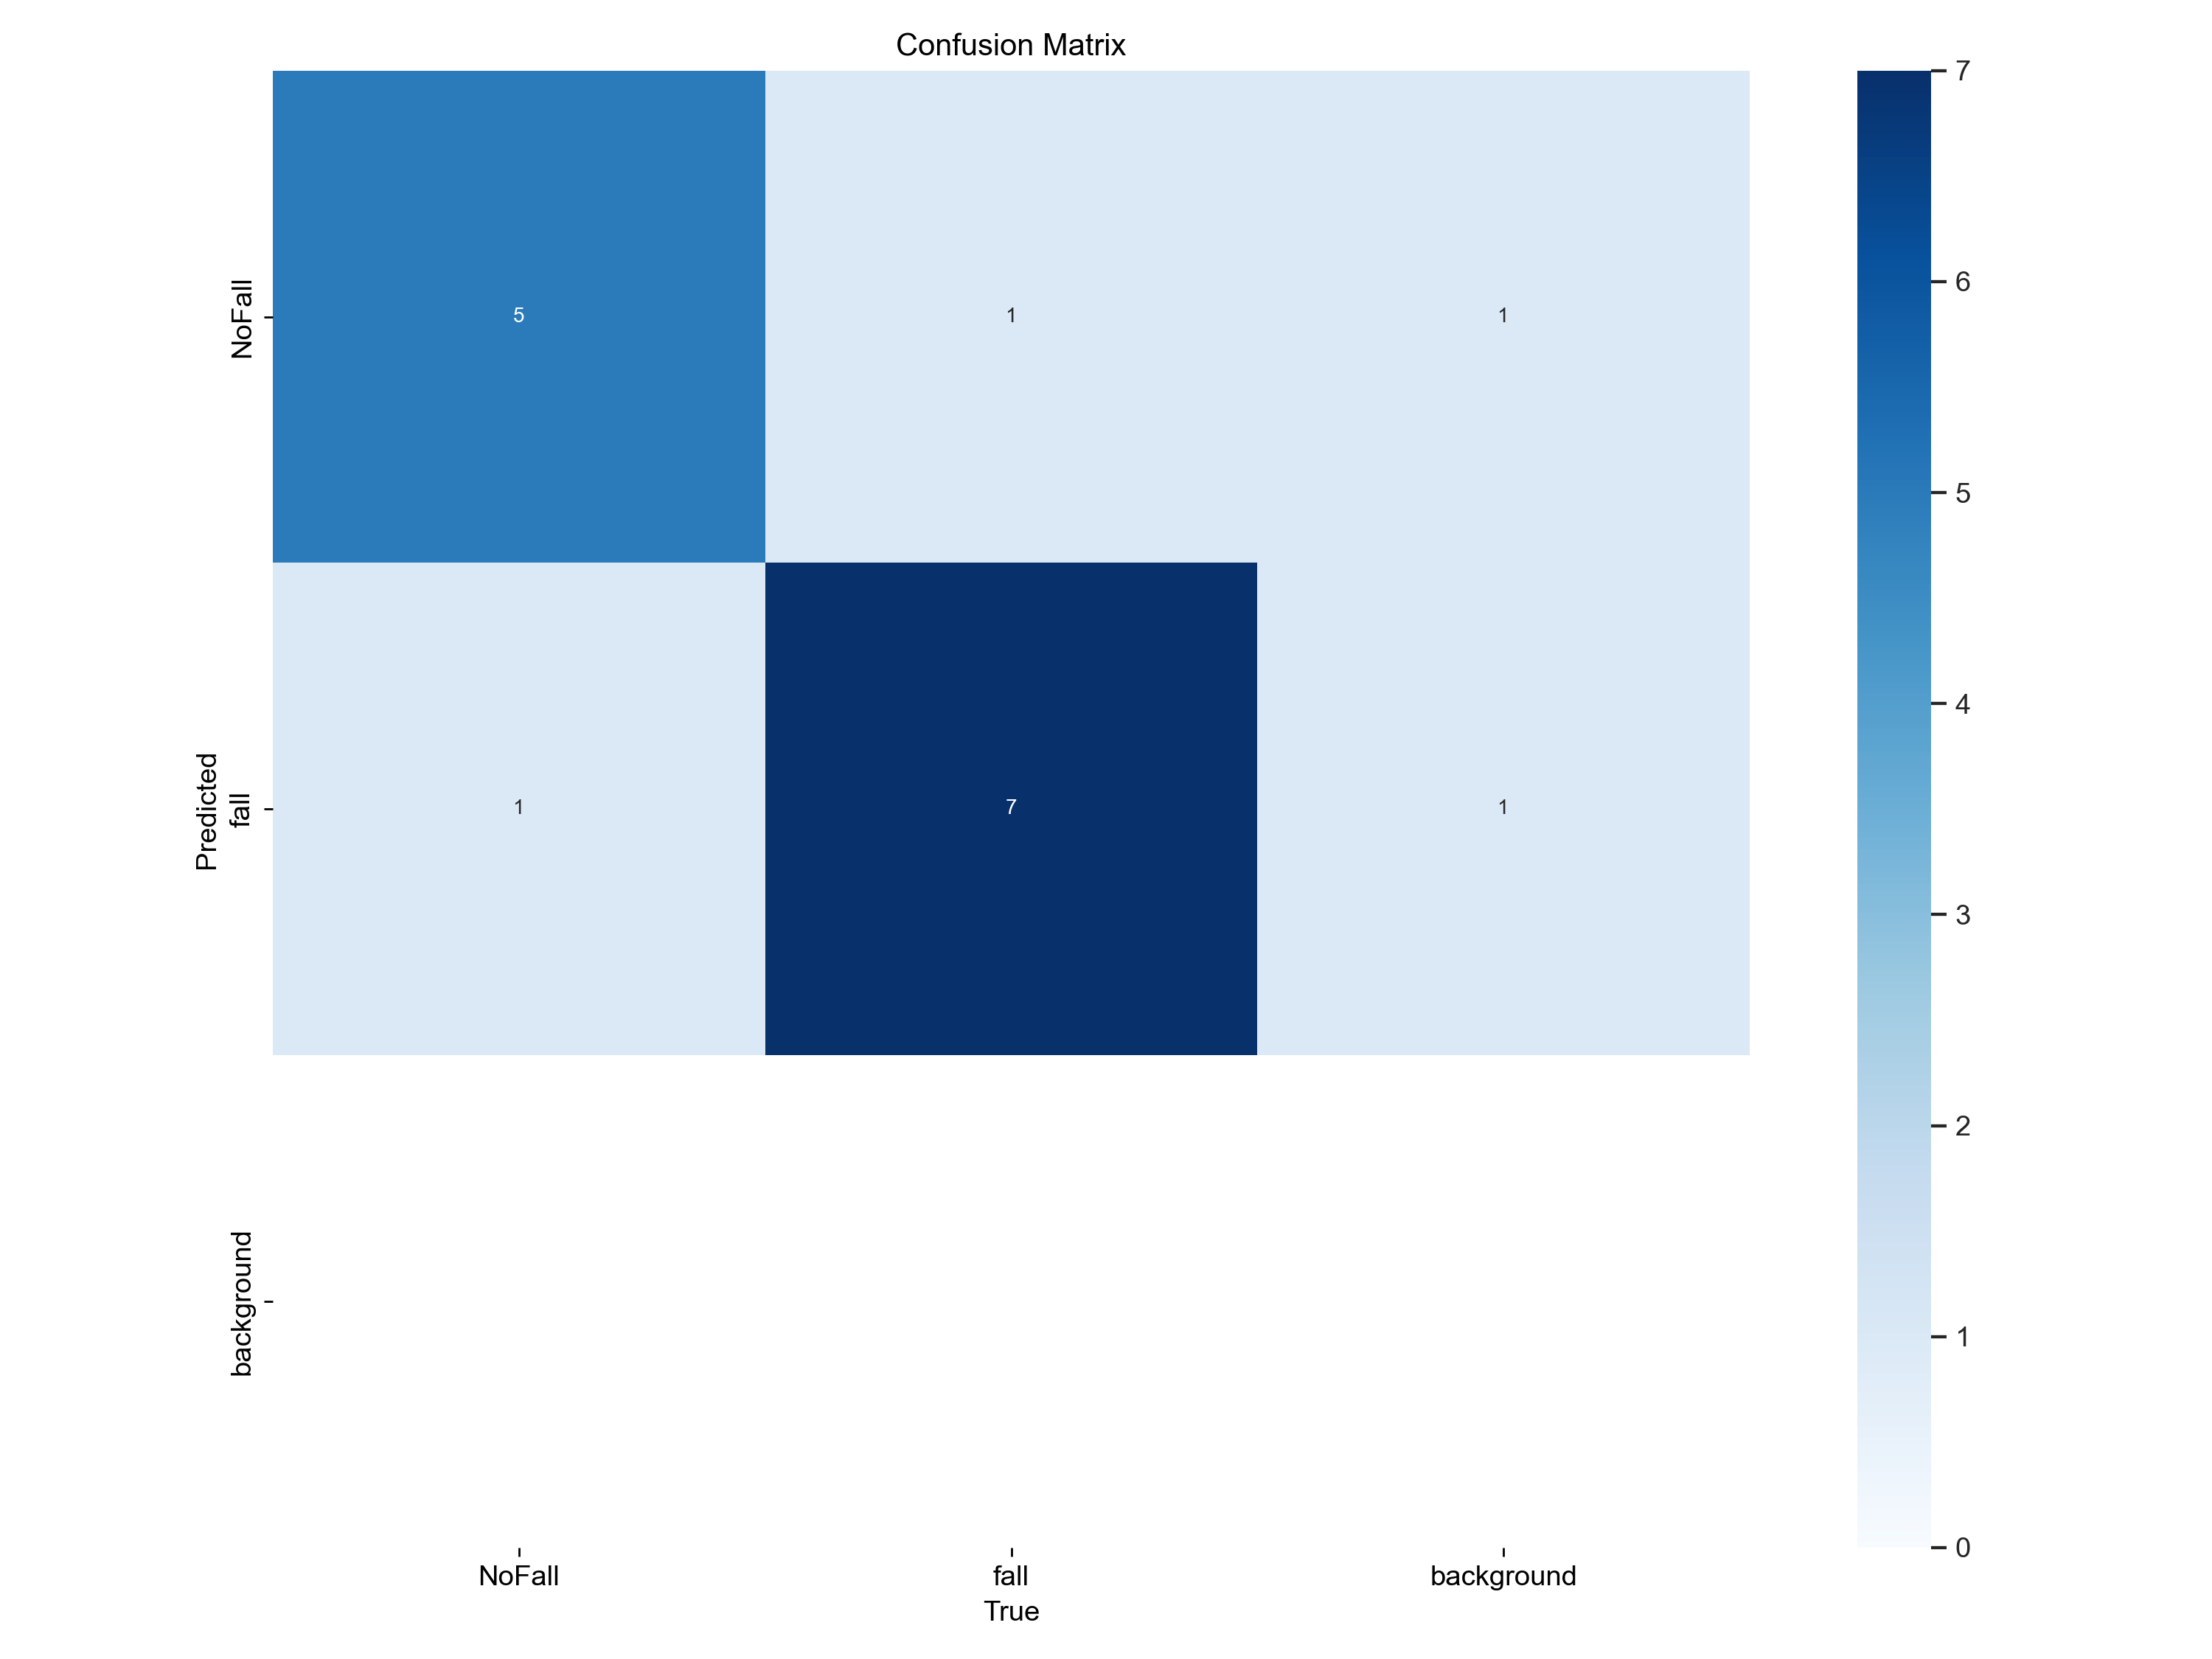 Confusion Matrix
NoFall
5
1
1
fall
1
7
1
background
Predicted
NoFall
fall
background
True
7
6
5
4
3
2
1
0